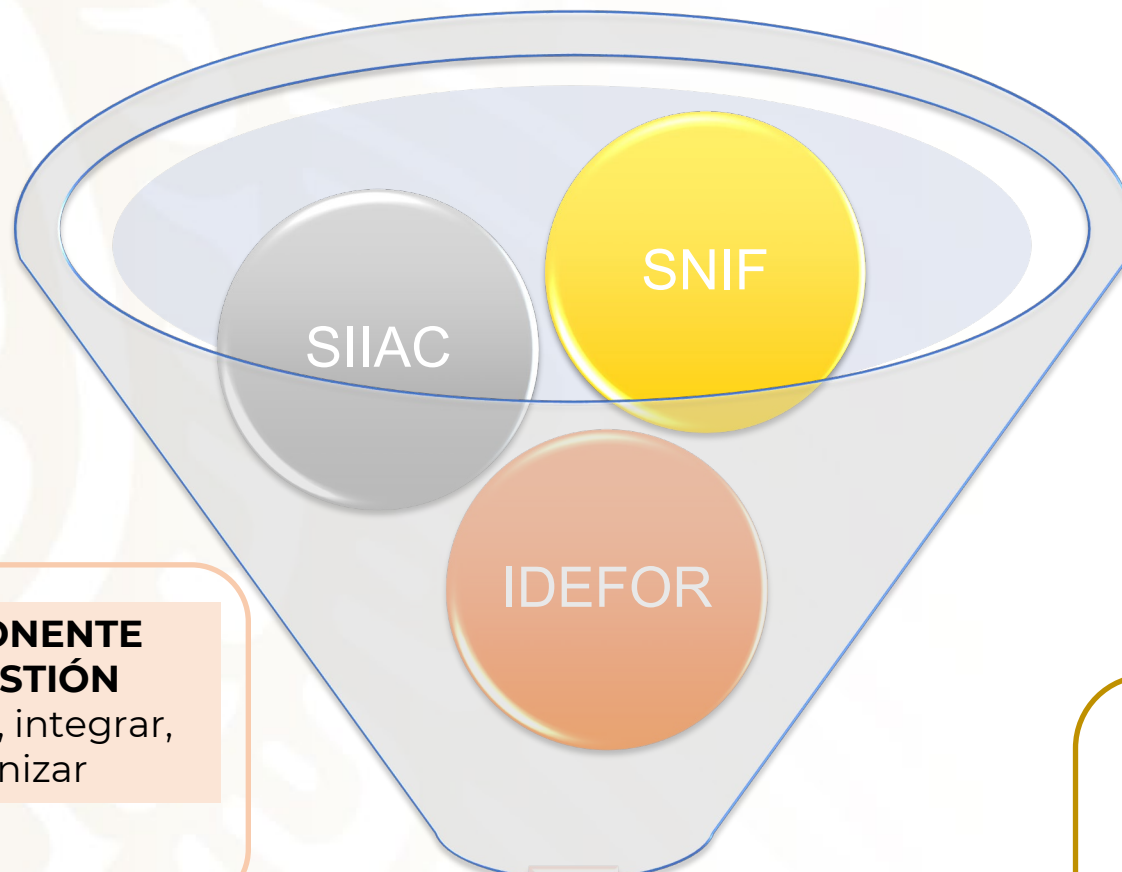 SNIF
SIIAC
IDEFOR
ONENTE
STIÓN
, integrar,
nizar